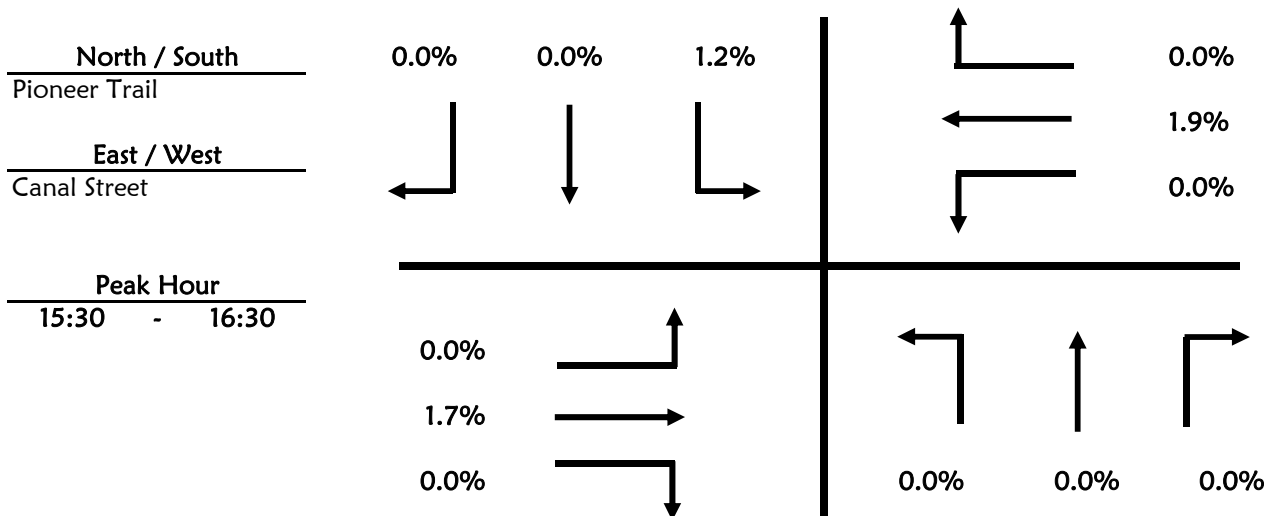 North / South
Pioneer Trail
East / West
Canal Street
Peak Hour
15:30 - 16:30
0.0% 0.0% 1.2%
0.0%
1.9%
0.0%
0.0%
1.7%
0.0%
0.0% 0.0% 0.0%